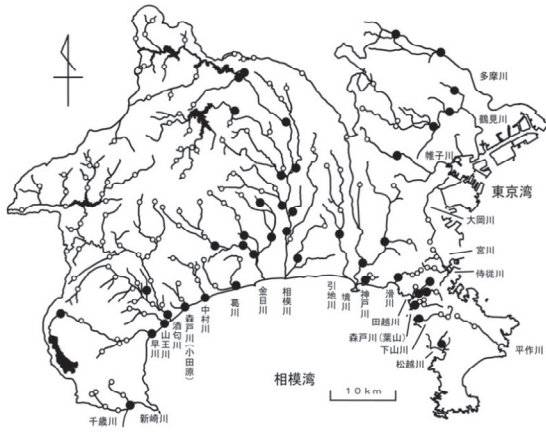 多摩川
鶴見川
帷子川
東京湾
大岡川
宮川
侍従川
平作川
松越川
下山川
森戸川(葉山)
田越川
滑川
神戸川
境川
引地川
相模川
金目川
葛川
中村川
森戸川(小田原)
酒匂川
山王川
早川
新崎川
千歳川
相模湾
10km